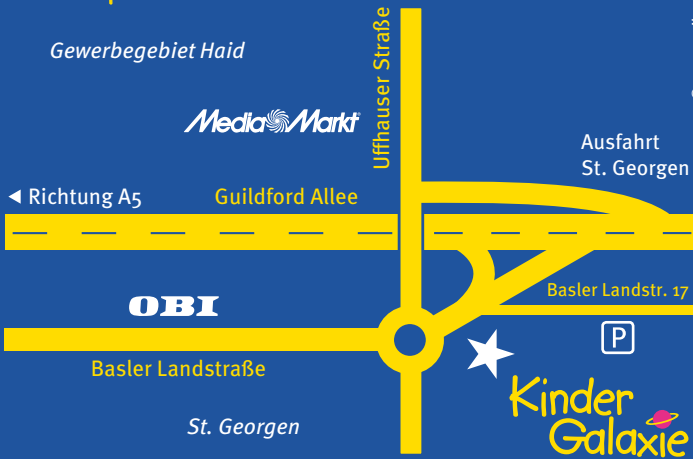 Gewerbegebiet Haid
Uffhauser Straße
MediaMarkt
Ausfahrt
St. Georgen
◄ Richtung A5
Guildford Allee
Basler Landstr. 17
OBI
P
Basler Landstraße
Kinder
Galaxie
St. Georgen